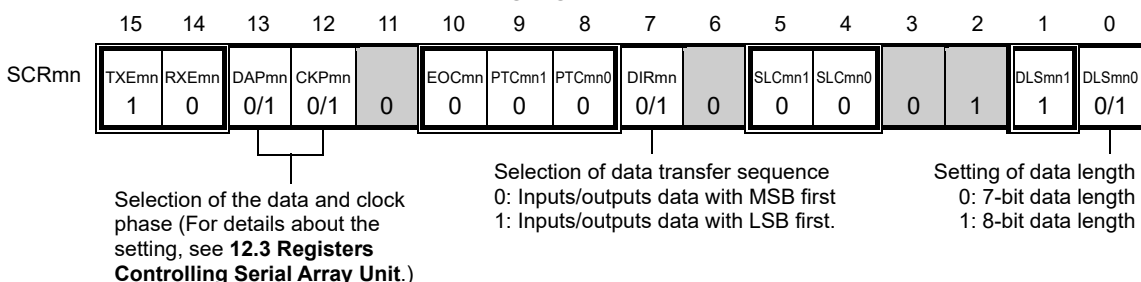 15 14 13 12 11 10 9 8 7 6 5 4 3 2 1 0
SCRmn TXEmn RXEmn DAPmn CKPmn EOCmn PTCmn1 PTCmn0 DIRmn SLCmn1 SLCmn0 DLSmn1 DLSmn0
1 0 0/1 0/1 0 0 0 0 0/1 0 0 0 0 1 1 0/1
Selection of the data and clock
phase (For details about the
setting, see 12.3 Registers
Controlling Serial Array Unit.)
Selection of data transfer sequence
0: Inputs/outputs data with MSB first
1: Inputs/outputs data with LSB first.
Setting of data length
0: 7-bit data length
1: 8-bit data length